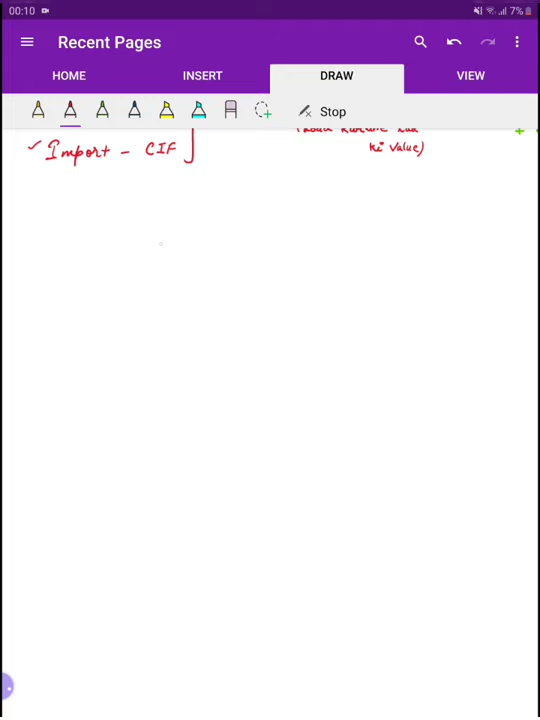 00:10 7%
Recent Pages
HOME INSERT DRAW VIEW
Stop
✓ Import - CIF
ki value)